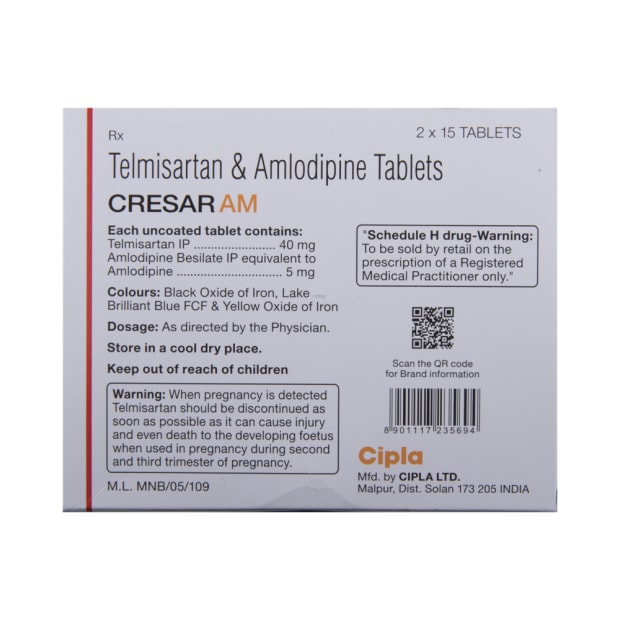 Rx
2 x 15 TABLETS
Telmisartan & Amlodipine Tablets
CRESAR AM
Each uncoated tablet contains:
Telmisartan IP ........................ 40 mg
Amlodipine Besilate IP equivalent to
Amlodipine ............................. 5 mg
Colours: Black Oxide of Iron, Lake
Brilliant Blue FCF & Yellow Oxide of Iron
Dosage: As directed by the Physician.
Store in a cool dry place.
Keep out of reach of children
Warning: When pregnancy is detected
Telmisartan should be discontinued as
soon as possible as it can cause injury
and even death to the developing foetus
when used in pregnancy during second
and third trimester of pregnancy.
M.L. MNB/05/109
"Schedule H drug-Warning:
To be sold by retail on the
prescription of a Registered
Medical Practitioner only."
Scan the QR code
for Brand information
8 901117 235694
Cipla
Mfd. by CIPLA LTD.
Malpur, Dist. Solan 173 205 INDIA